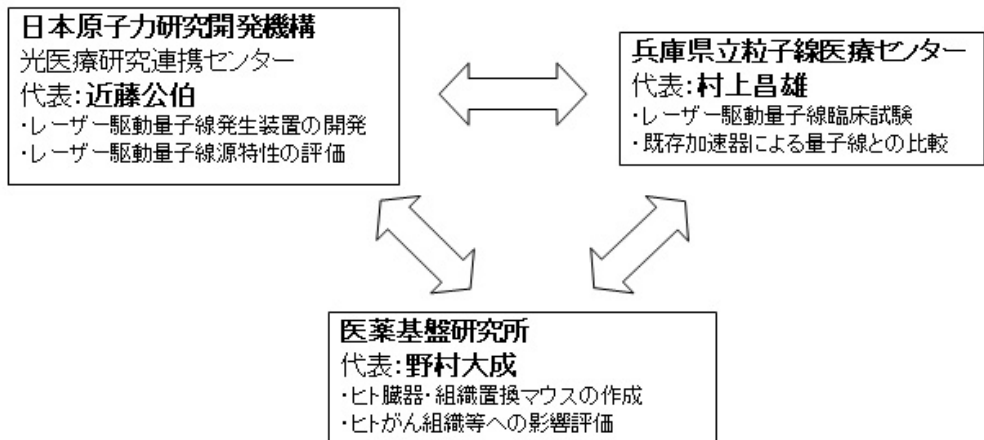 日本原子力研究開発機構
光医療研究連携センター
代表:近藤公伯
・レーザー駆動量子線発生装置の開発
・レーザー駆動量子線源特性の評価
兵庫県立粒子線医療センター
代表:村上昌雄
・レーザー駆動量子線臨床試験
・既存加速器による量子線との比較
医薬基盤研究所
代表:野村大成
・ヒト臓器・組織置換マウスの作成
・ヒトがん組織等への影響評価